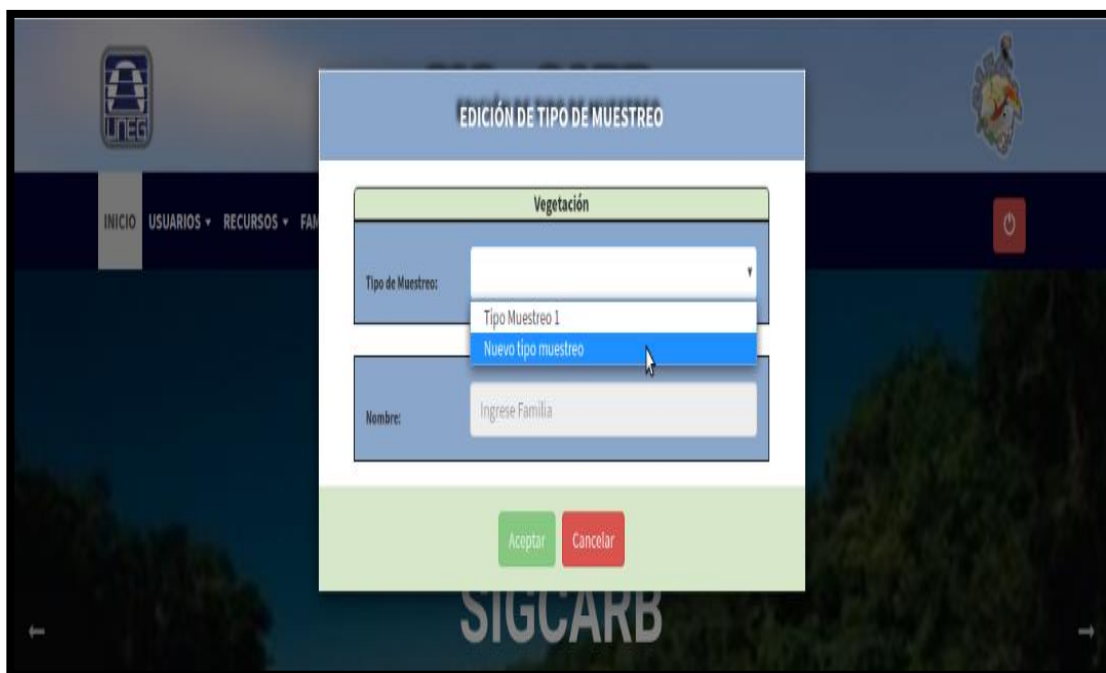 UNEG
EDICIÓN DE TIPO DE MUESTREO
INICIO USUARIOS RECURSOS FAM
Vegetación
Tipo de Muestreo:
Tipo Muestreo 1
Nuevo tipo muestreo
Nombre: Ingrese Familia
Aceptar Cancelar
SIGCARB